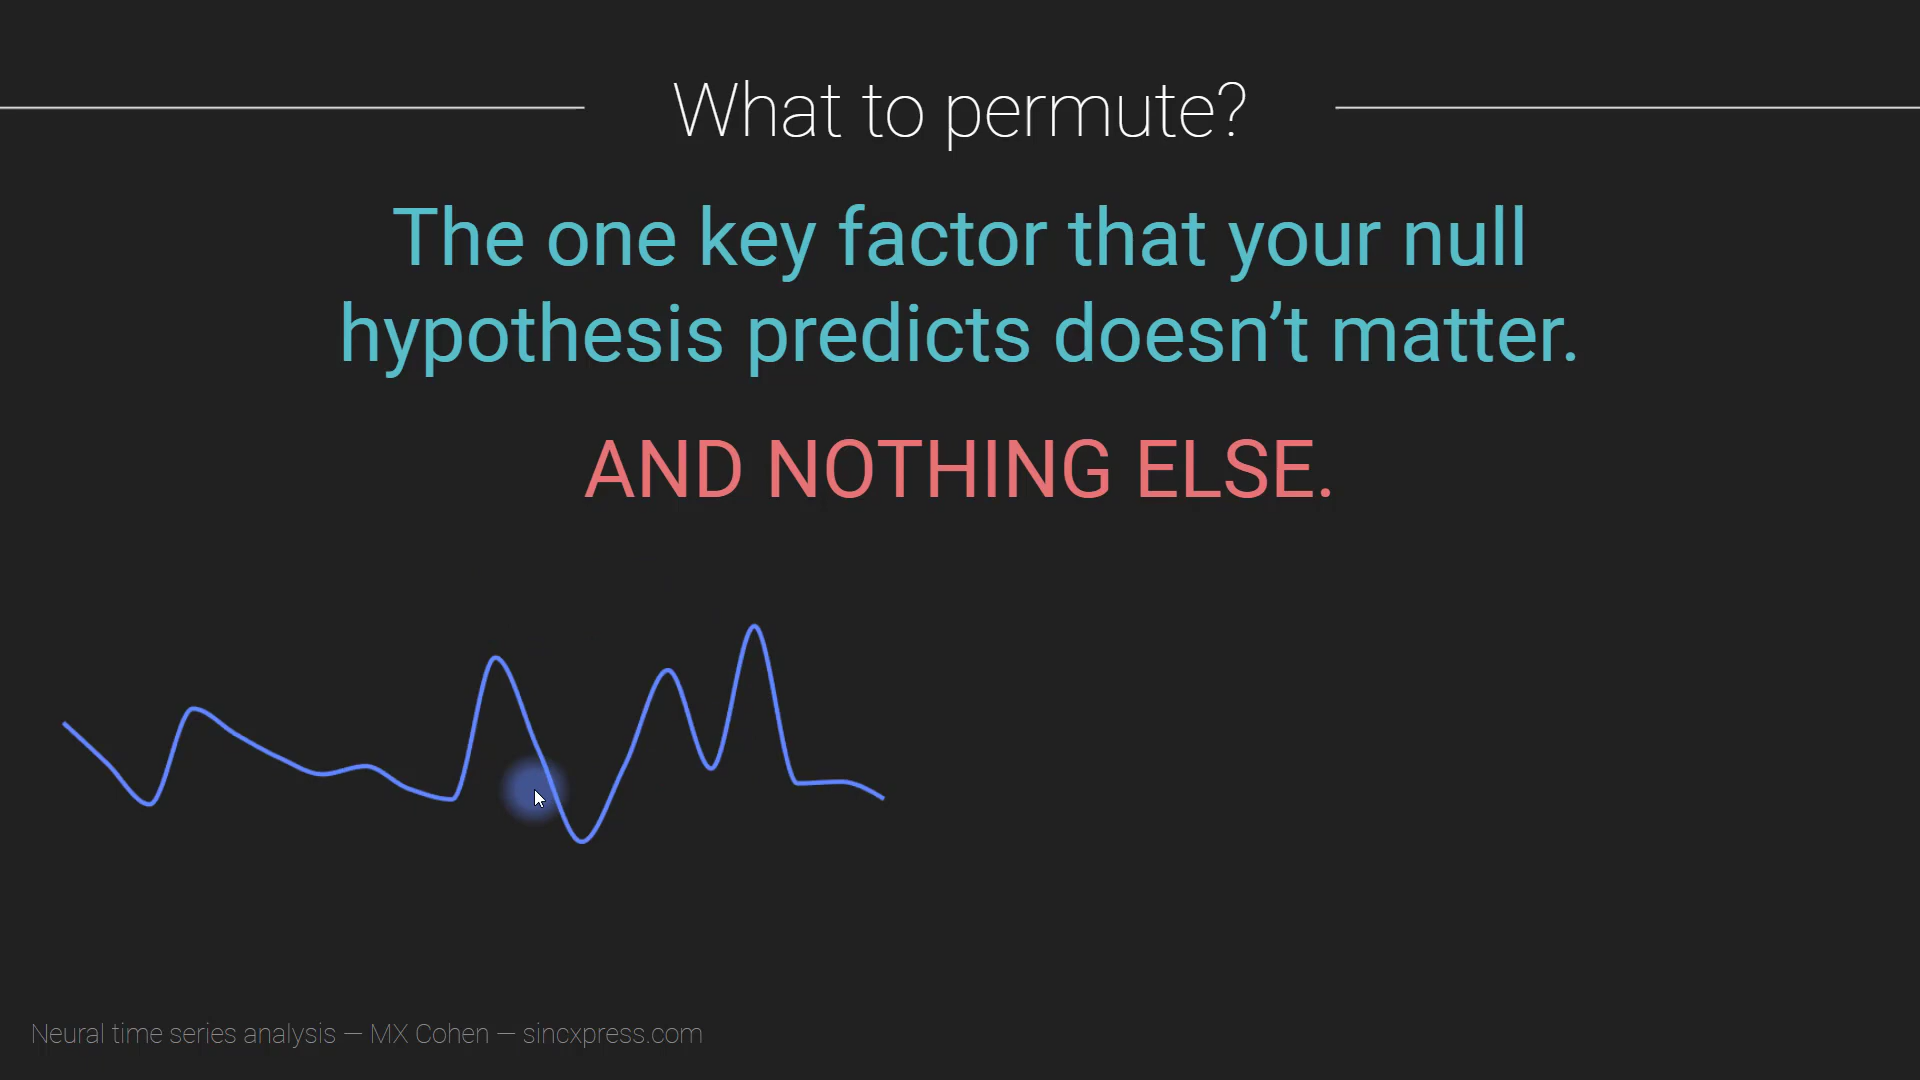 What to permute?
The one key factor that your null
hypothesis predicts doesn’t matter.
AND NOTHING ELSE.
Neural time series analysis — MX Cohen — sincxpress.com